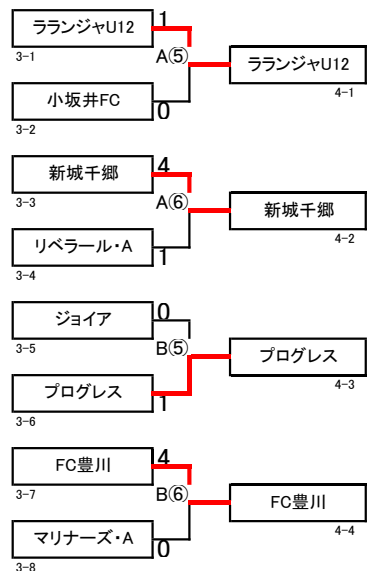 ラランジャU12
1
3-1
A⑤
ラランジャU12
4-1
小坂井FC
0
3-2
新城千郷
4
3-3
A⑥
新城千郷
4-2
リベラール・A
1
3-4
ジョイア
0
3-5
B⑤
プログレス
4-3
プログレス
1
3-6
FC豊川
4
3-7
B⑥
FC豊川
4-4
マリナーズ・A
0
3-8